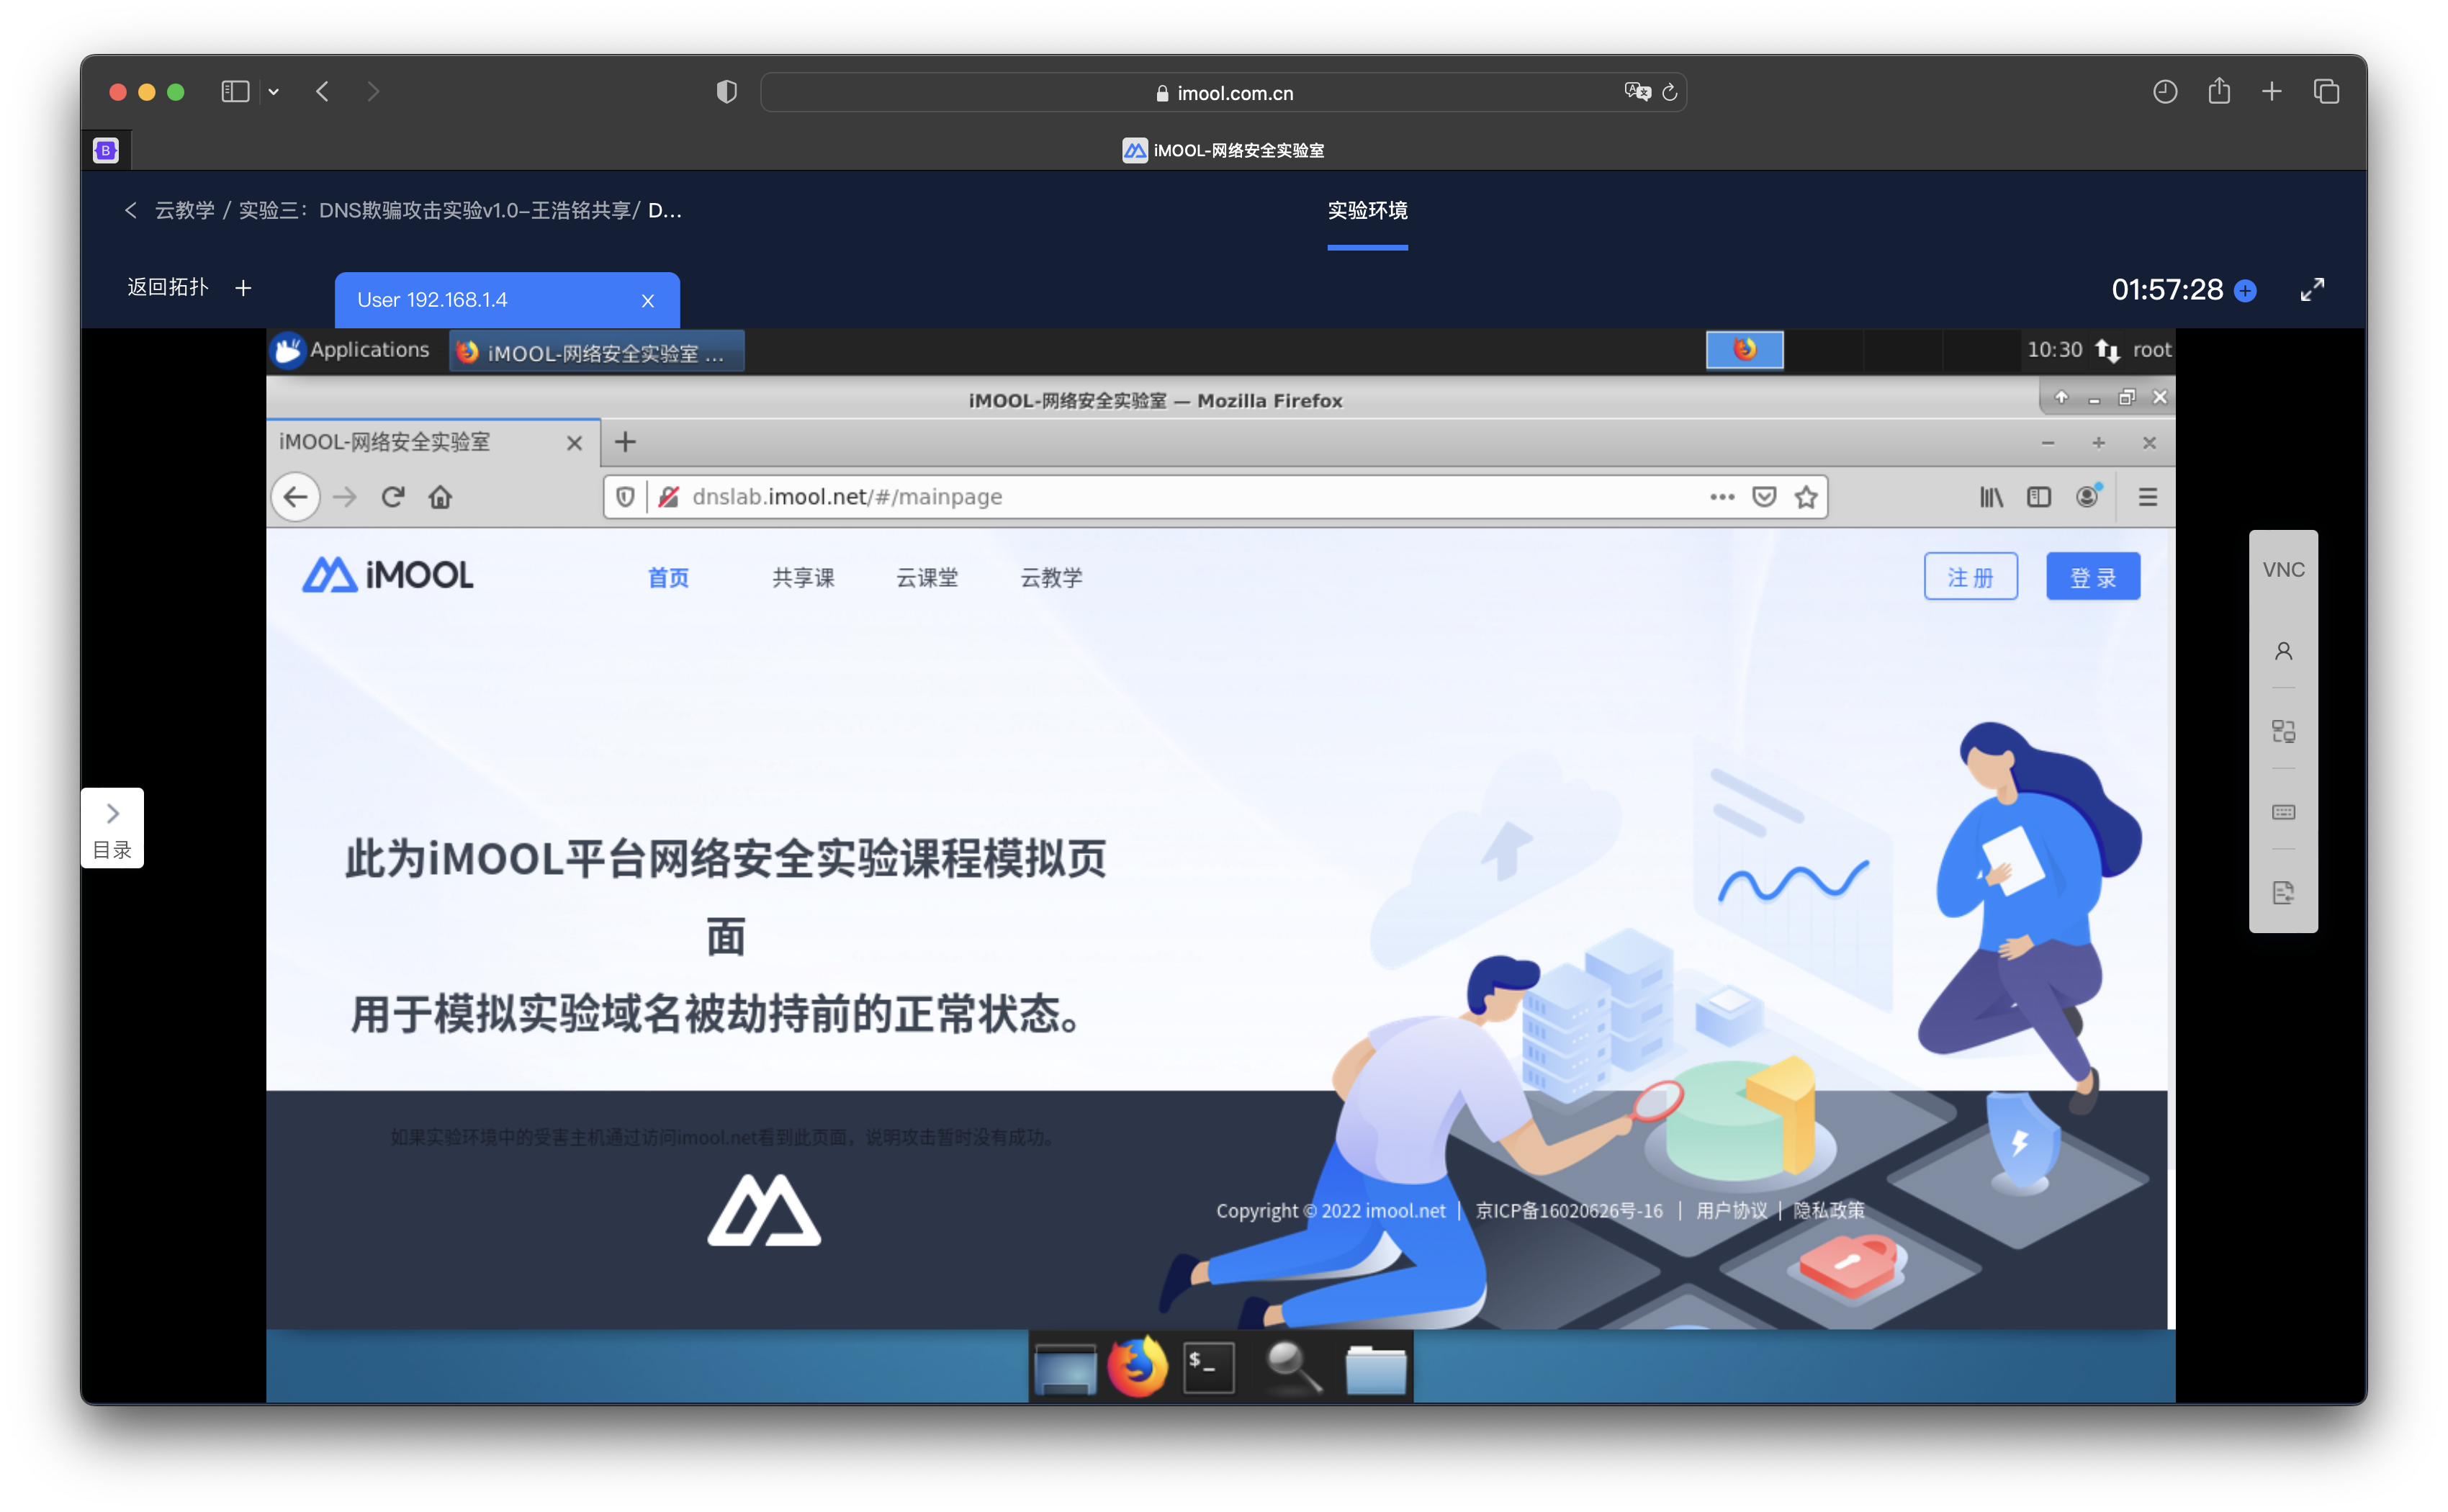 imool.com.cn
B
iMOOL-网络安全实验室
云教学 / 实验三：DNS欺骗攻击实验v1.0-王浩铭共享/ D...
实验环境
返回拓扑 +
User 192.168.1.4 X
01:57:28
Applications
iMOOL-网络安全实验室 ...
10:30
root
iMOOL-网络安全实验室 — Mozilla Firefox
iMOOL-网络安全实验室
dnslab.imool.net/#/mainpage
iMOOL
首页 共享课 云课堂 云教学
注册 登录
VNC
目录
此为iMOOL平台网络安全实验课程模拟页
面
用于模拟实验域名被劫持前的正常状态。
如果实验环境中的受害主机通过访问imool.net看到此页面，说明攻击暂时没有成功。
Copyright © 2022 imool.net | 京ICP备16020626号-16 | 用户协议 | 隐私政策
$_